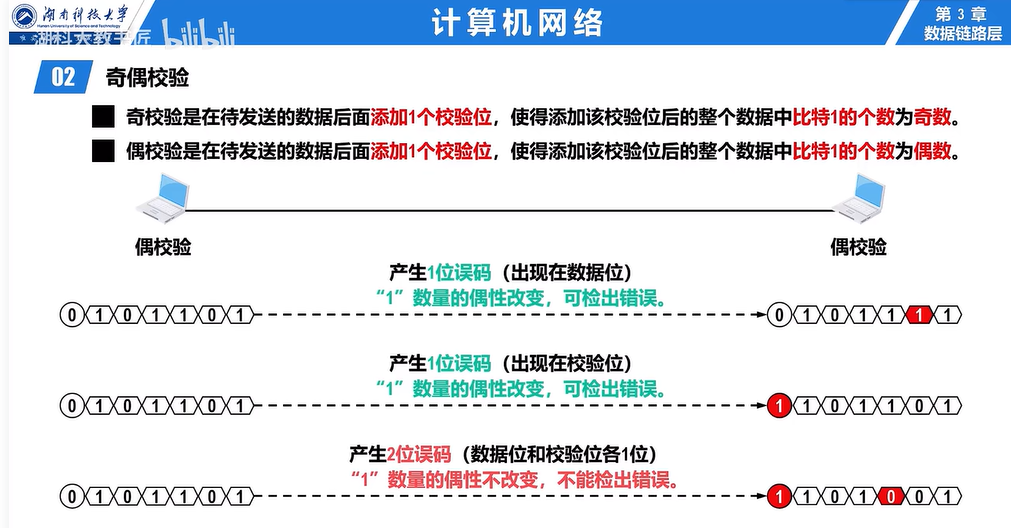 湖南科技大学
Hunan University of Science and Technology
湖科大教书匠 bilibili
计算机网络
第 3 章
数据链路层
02 奇偶校验
奇校验是在待发送的数据后面添加1个校验位，使得添加该校验位后的整个数据中比特1的个数为奇数。
偶校验是在待发送的数据后面添加1个校验位，使得添加该校验位后的整个数据中比特1的个数为偶数。
偶校验 偶校验
产生1位误码（出现在数据位）
“1”数量的偶性改变，可检出错误。
0 1 0 1 1 0 1 0 1 0 1 1 1 1
产生1位误码（出现在校验位）
“1”数量的偶性改变，可检出错误。
0 1 0 1 1 0 1 1 1 0 1 1 0 1
产生2位误码（数据位和校验位各1位）
“1”数量的偶性不改变，不能检出错误。
0 1 0 1 1 0 1 1 1 0 1 0 0 1